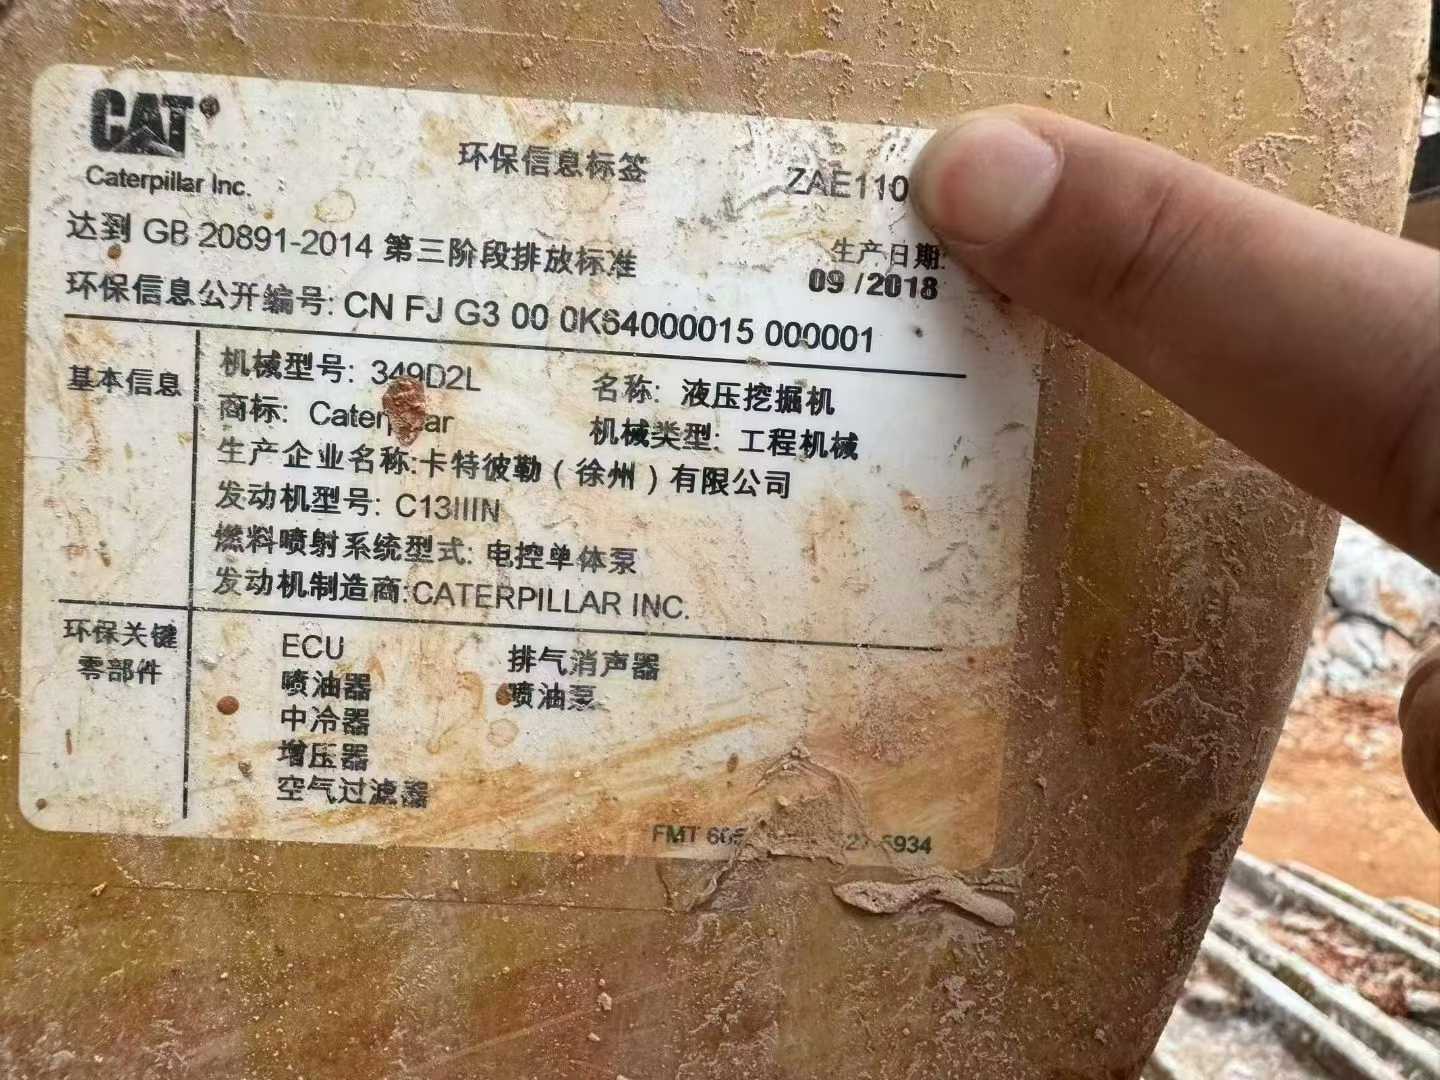 CAT®
Caterpillar Inc.
环保信息标签
ZAE110
达到 GB 20891-2014 第三阶段排放标准
生产日期:
09 /2018
环保信息公开编号: CN FJ G3 00 0K64000015 000001
基本信息
机械型号: 349D2L 名称: 液压挖掘机
商标: Caterpillar 机械类型: 工程机械
生产企业名称:卡特彼勒（徐州）有限公司
发动机型号: C13IIIN
燃料喷射系统型式: 电控单体泵
发动机制造商:CATERPILLAR INC.
环保关键
零部件
ECU 排气消声器
喷油器 喷油泵
中冷器
增压器
空气过滤器
FMT 5934